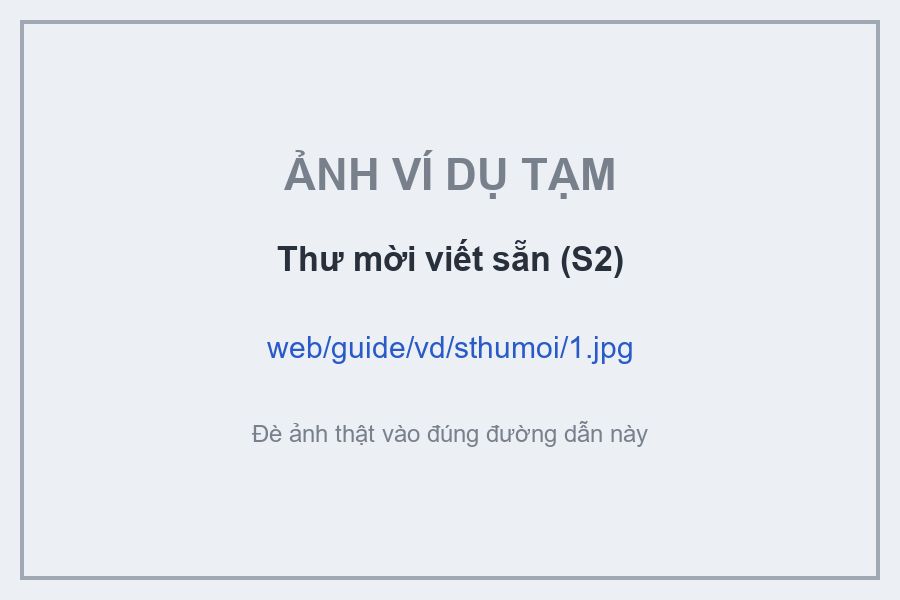 ẢNH VÍ DỤ TẠM
Thư mời viết sẵn (S2)
web/guide/vd/sthumoi/1.jpg
Đè ảnh thật vào đúng đường dẫn này